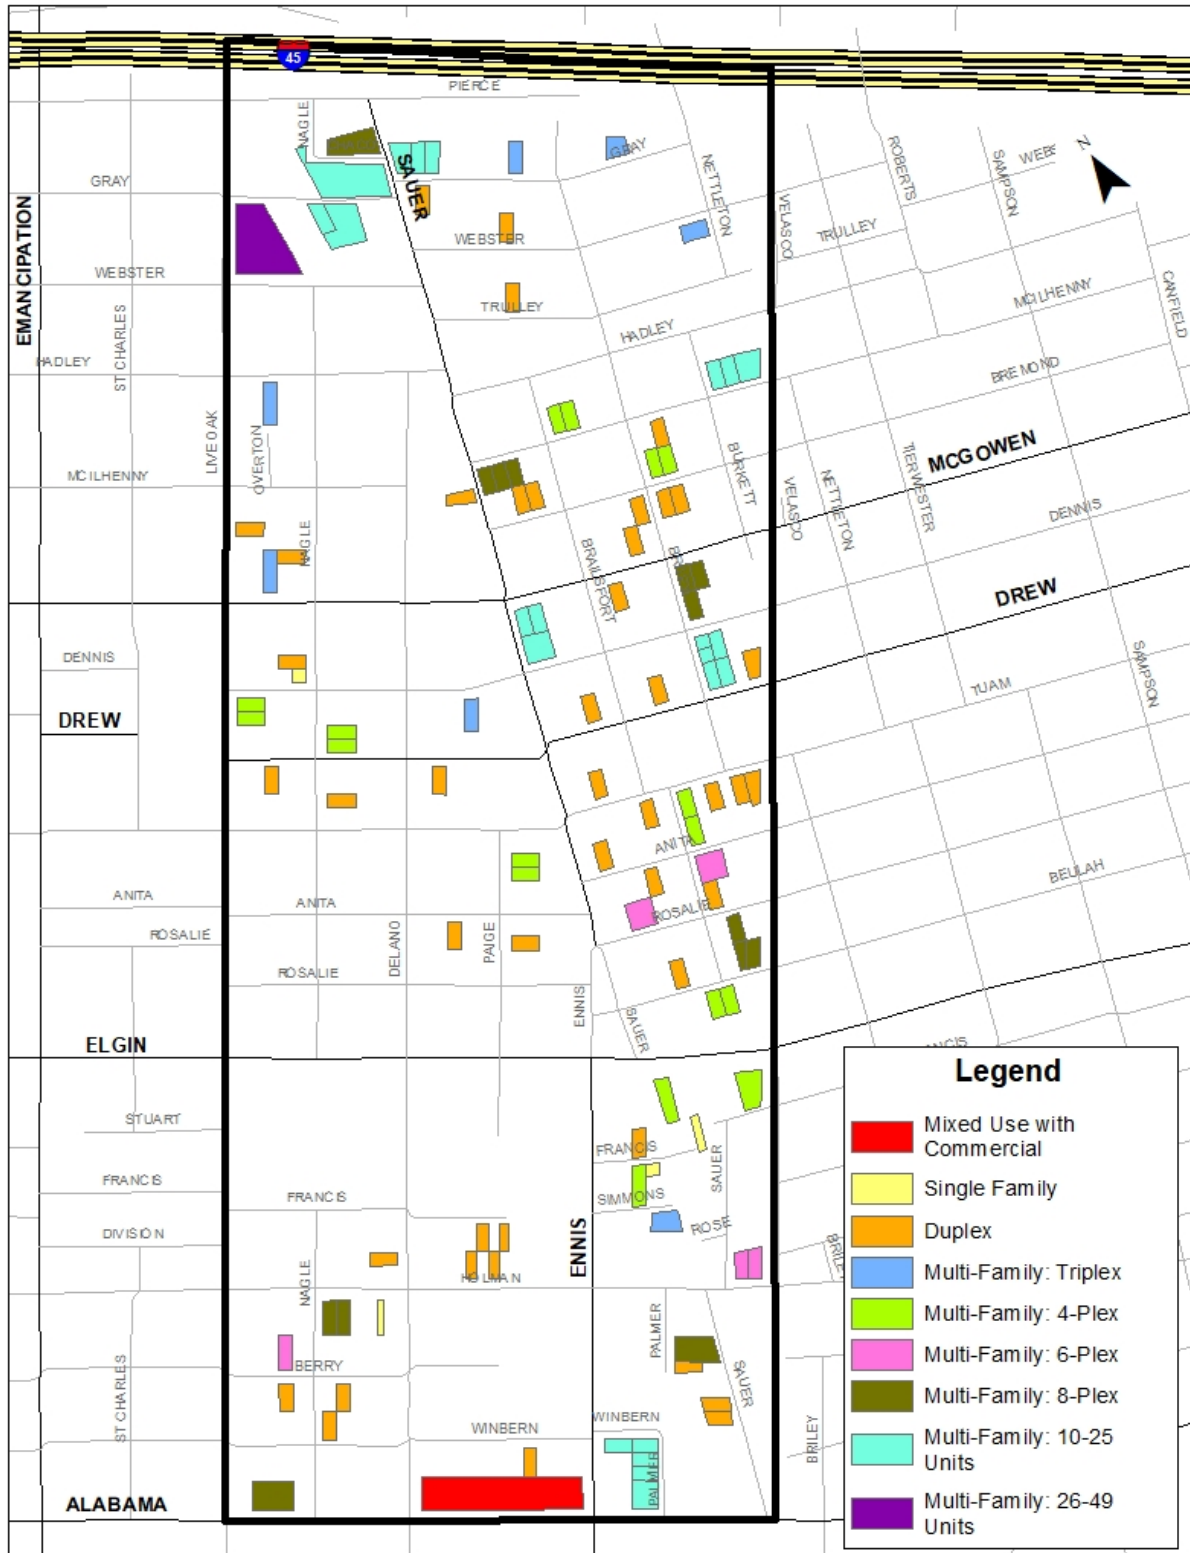 45
PIERCE
NAGLE
SAUER
GRAY
GRAY
NETTLETON
ROBERTS
SAMPSON
Z
EMANCIPATION
WEBSTER
WEBSTER
VELASCO
TRULLEY
TRULLEY
MCILHENNY
CANFIELD
ST CHARLES
HADLEY
HADLEY
BREMOND
LIVE OAK
OVERTON
MCILHENNY
NAGLE
BURKETT
VELASCO
NETTLETON
TIERWESTER
MCGOWEN
DENNIS
BRAILSFORT
DREW
DENNIS
DREW
TUAM
SAMPSON
ANITA
BEULAH
ANITA
ANITA
ROSALIE
ROSALIE
ROSALIE
DELANO
PAIGE
ENNIS
SAUER
ELGIN
STUART
FRANCIS
SAUER
FRANCIS
FRANCIS
SIMMONS
DIVISION
ROSE
ENNIS
NAGLE
HOLMAN
PALMER
BERRY
SAUER
ST CHARLES
WINBERN
WINBERN
BRILEY
PALMER
ALABAMA
Legend
Mixed Use with
Commercial
Single Family
Duplex
Multi-Family: Triplex
Multi-Family: 4-Plex
Multi-Family: 6-Plex
Multi-Family: 8-Plex
Multi-Family: 10-25
Units
Multi-Family: 26-49
Units